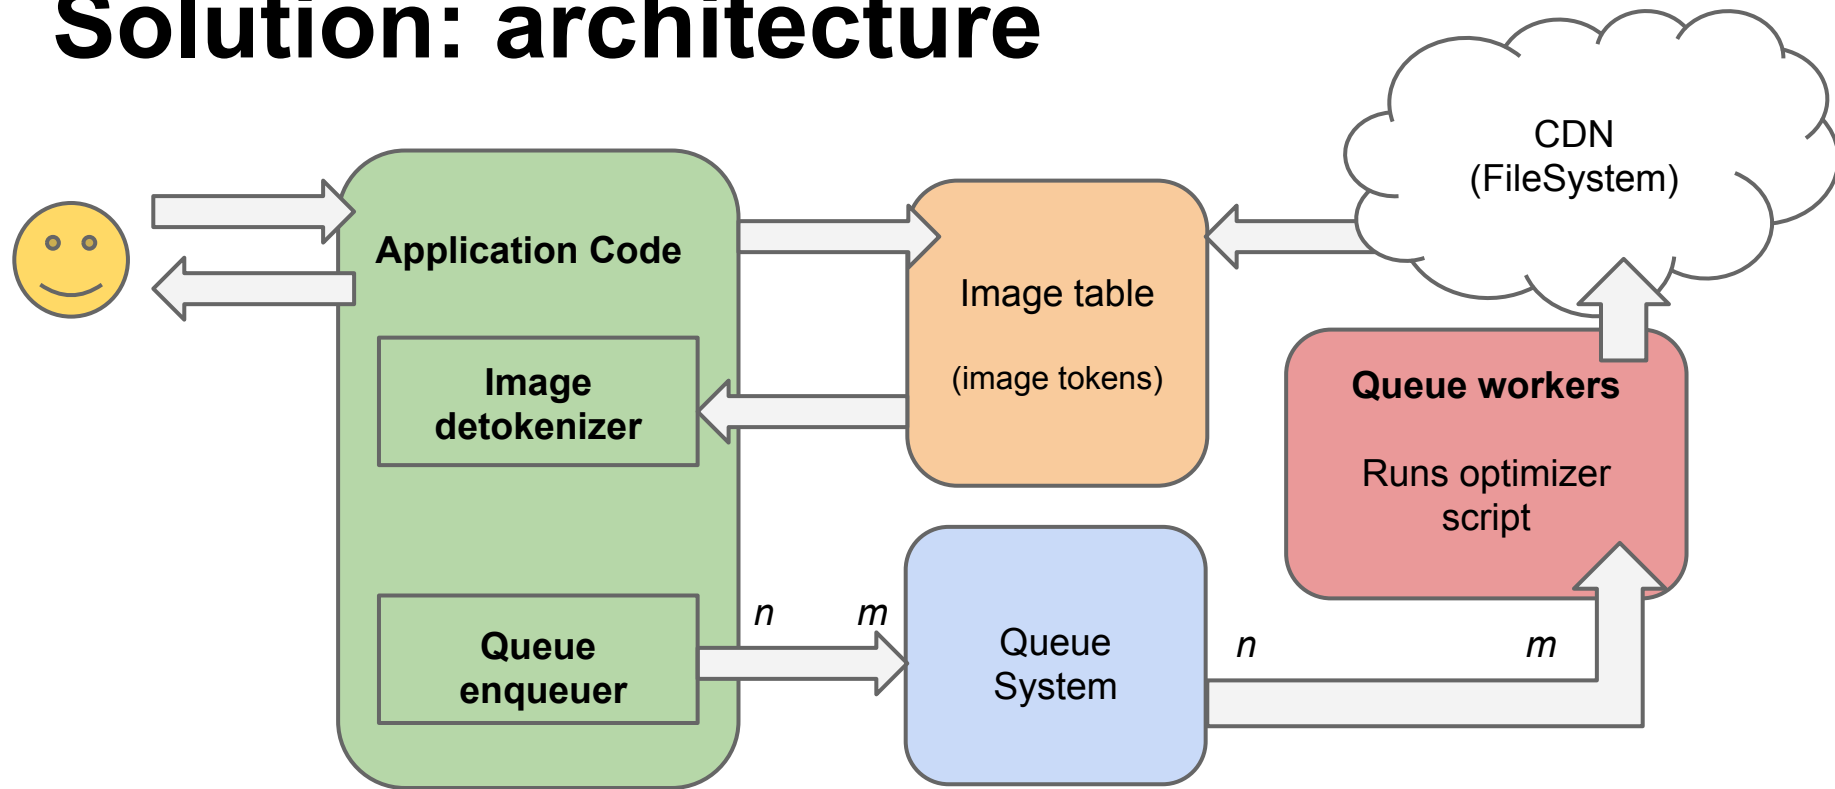 Solution: architecture
CDN
(FileSystem)
Application Code
Image table
(image tokens)
Image
detokenizer
Queue workers
Runs optimizer
script
Queue
enqueuer
n m
Queue
System
n m